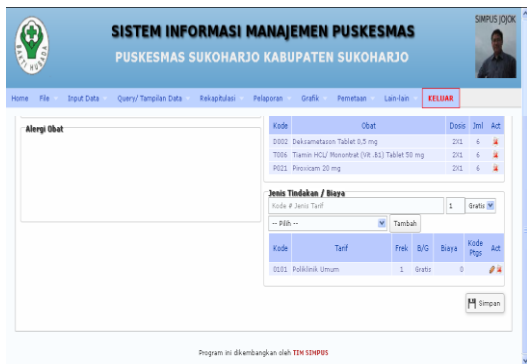 SISTEM INFORMASI MANAJEMEN PUSKESMAS
SIMPUS JOJOK
PUSKESMAS SUKOHARJO KABUPATEN SUKOHARJO
BAKTI HUSADA
Home File Input Data Query/ Tampilan Data Rekapitulasi Pelaporan Grafik Pemetaan Lain-lain KELUAR
Alergi Obat
Kode Obat Dosis Jml Act
D002 Deksametason Tablet 0,5 mg 2X1 6
T006 Tiamin HCL/ Monontrat (Vit .B1) Tablet 50 mg 2X1 6
P021 Piroxicam 20 mg 2X1 6
Jenis Tindakan / Biaya
Kode # Jenis Tarif 1 Gratis
-- Pilih -- Tambah
Kode Tarif Frek B/G Biaya Kode Ptgs Act
0101 Poliklinik Umum 1 Gratis 0
Simpan
Program ini dikembangkan oleh TIM SIMPUS